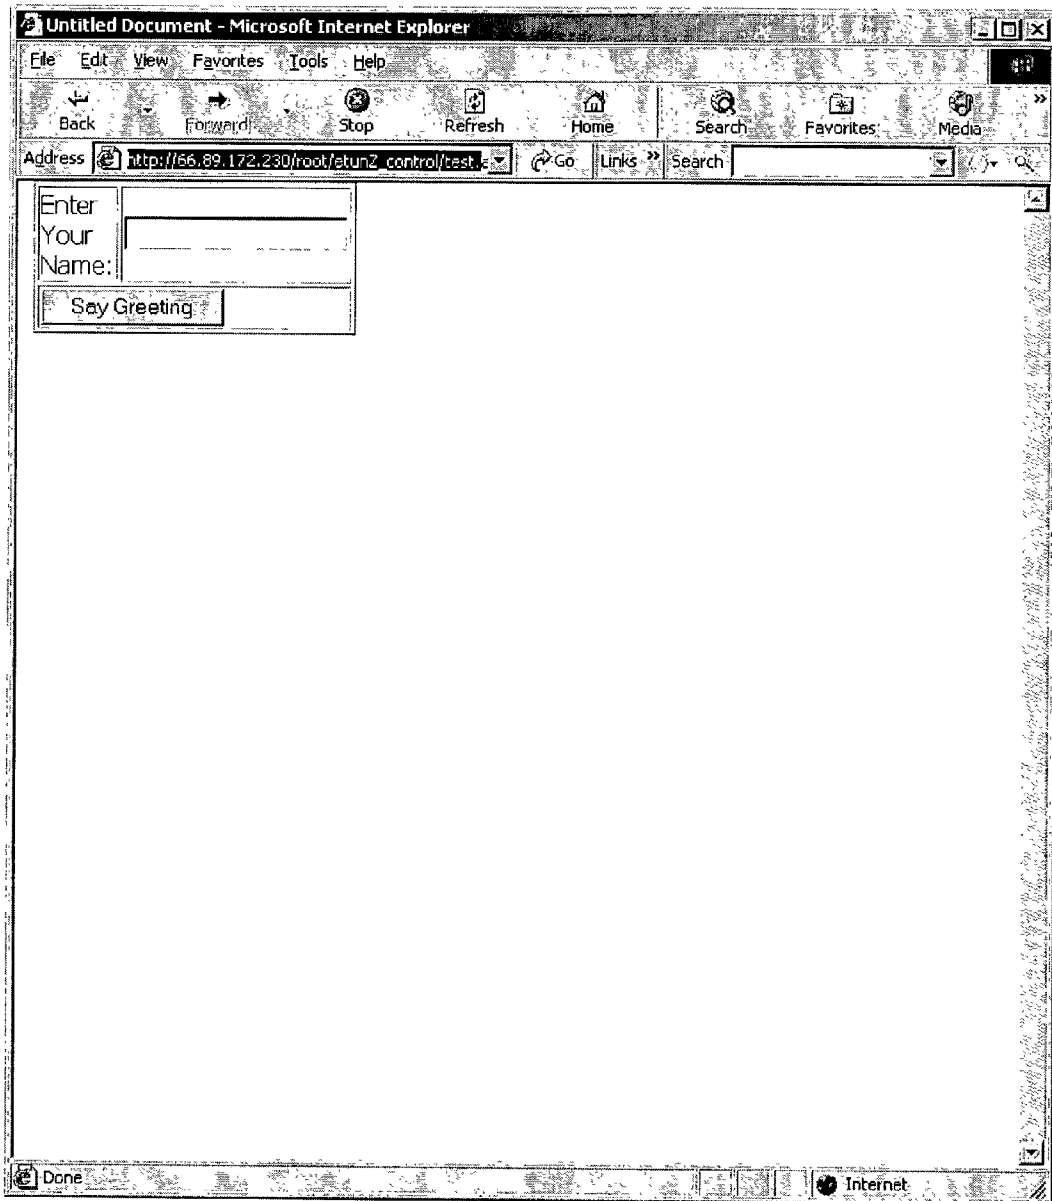 Untitled Document - Microsoft Internet Explorer
File Edit View Favorites Tools Help
Back Forward Stop Refresh Home Search Favorites Media »
Address http://66.89.172.230/root/etunZ_control/test. Go Links » Search
Enter
Your
Name:
Say Greeting
Done Internet